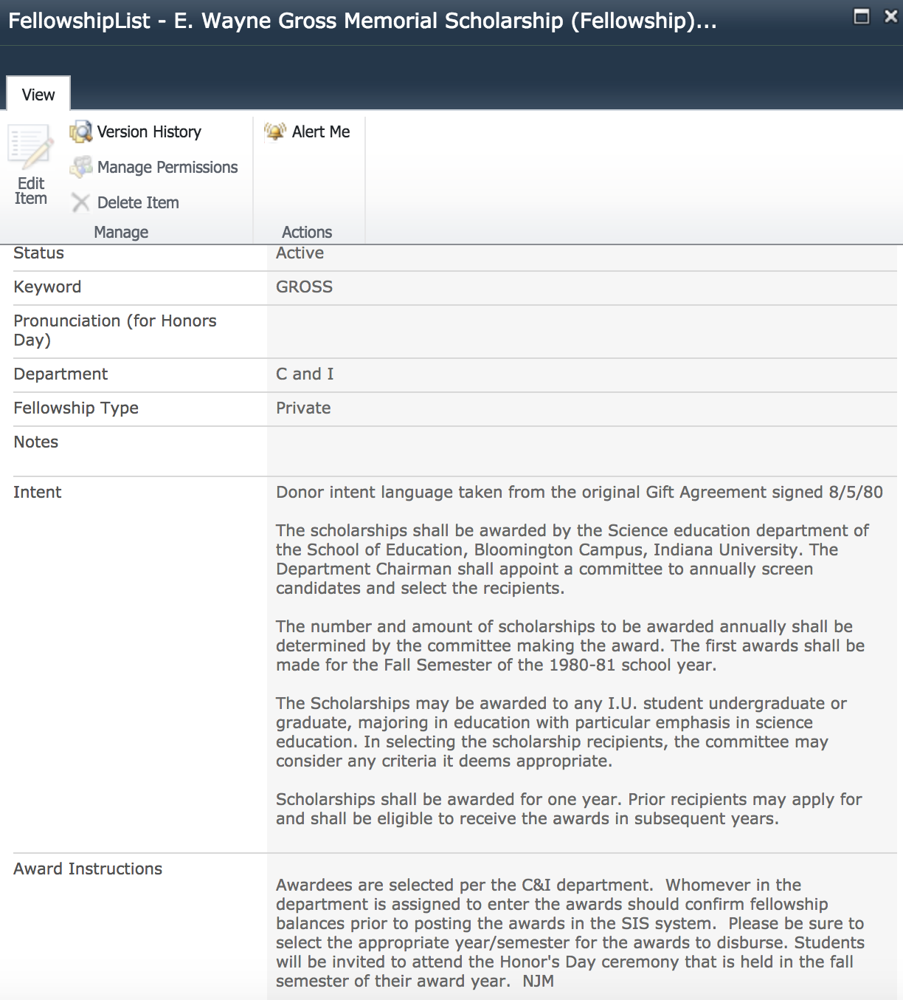 FellowshipList - E. Wayne Gross Memorial Scholarship (Fellowship)...
View
Edit
Item
Version History
Manage Permissions
Delete Item
Manage
Alert Me
Actions
Status Active
Keyword GROSS
Pronunciation (for Honors
Day)
Department C and I
Fellowship Type Private
Notes
Intent Donor intent language taken from the original Gift Agreement signed 8/5/80
The scholarships shall be awarded by the Science education department of
the School of Education, Bloomington Campus, Indiana University. The
Department Chairman shall appoint a committee to annually screen
candidates and select the recipients.
The number and amount of scholarships to be awarded annually shall be
determined by the committee making the award. The first awards shall be
made for the Fall Semester of the 1980-81 school year.
The Scholarships may be awarded to any I.U. student undergraduate or
graduate, majoring in education with particular emphasis in science
education. In selecting the scholarship recipients, the committee may
consider any criteria it deems appropriate.
Scholarships shall be awarded for one year. Prior recipients may apply for
and shall be eligible to receive the awards in subsequent years.
Award Instructions
Awardees are selected per the C&I department.  Whomever in the
department is assigned to enter the awards should confirm fellowship
balances prior to posting the awards in the SIS system.  Please be sure to
select the appropriate year/semester for the awards to disburse. Students
will be invited to attend the Honor's Day ceremony that is held in the fall
semester of their award year.  NJM